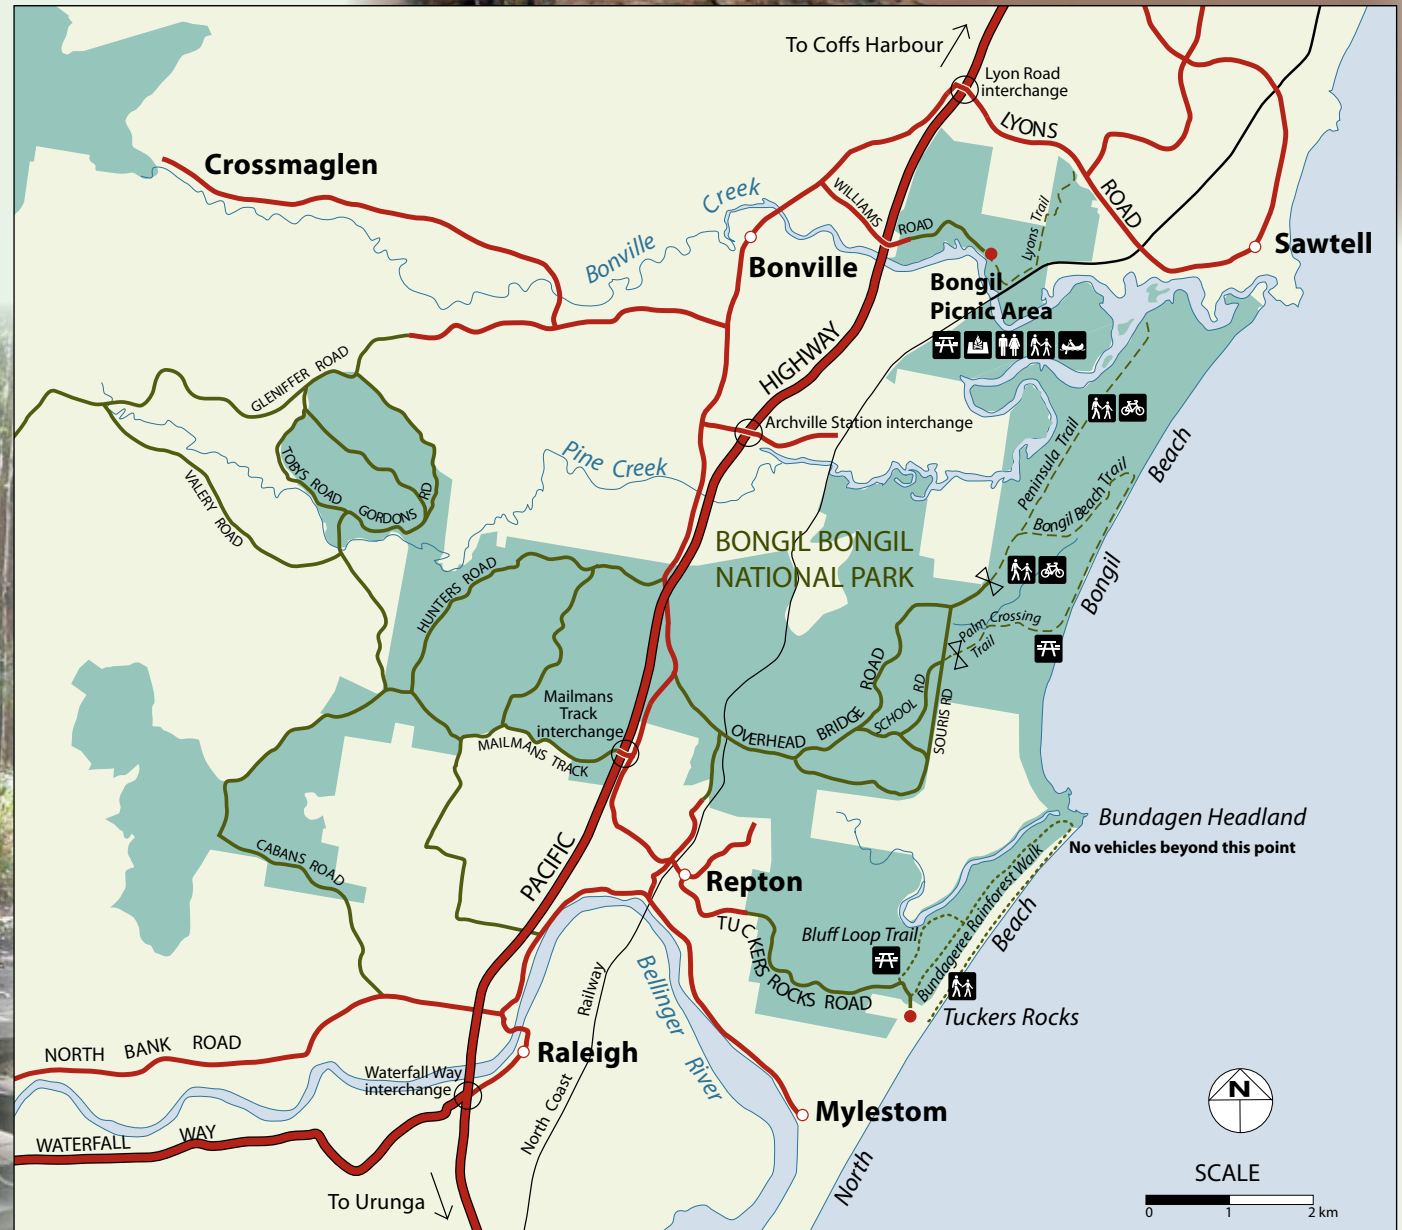 To Coffs Harbour
Lyon Road
interchange
LYONS
ROAD
Crossmaglen
Bonville
Creek
WILLIAMS
ROAD
Lyons Trail
Sawtell
Bonville
Bongil
Picnic Area
HIGHWAY
GLENIFFER ROAD
Archville Station interchange
Pine Creek
Peninsula Trail
Beach
Bongil Beach Trail
TOBYS ROAD
GORDONS
RD
VALERY ROAD
BONGIL BONGIL
NATIONAL PARK
HUNTERS ROAD
Bongil
Palm Crossing
Trail
Mailmans
Track
interchange
MAILMANS TRACK
OVERHEAD
BRIDGE
ROAD
SCHOOL RD
SOURIS RD
Bundagen Headland
No vehicles beyond this point
CABANS ROAD
PACIFIC
Repton
TUCKERS ROCKS ROAD
Bluff Loop Trail
Bundageree Rainforest Walk
Beach
Tuckers Rocks
Bellinger
River
North Coast
Railway
NORTH BANK ROAD
Raleigh
Waterfall Way
interchange
Mylestom
WATERFALL WAY
To Urunga
North
N
SCALE
0 1 2 km